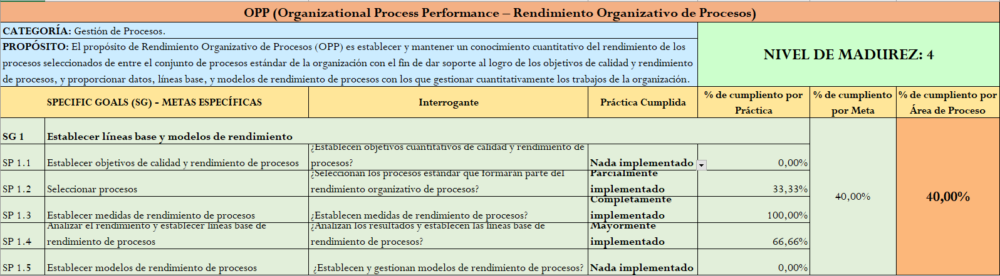 OPP (Organizational Process Performance – Rendimiento Organizativo de Procesos)
CATEGORÍA: Gestión de Procesos.
PROPÓSITO: El propósito de Rendimiento Organizativo de Procesos (OPP) es establecer y mantener un conocimiento cuantitativo del rendimiento de los
procesos seleccionados de entre el conjunto de procesos estándar de la organización con el fin de dar soporte al logro de los objetivos de calidad y rendimiento
de procesos, y proporcionar datos, líneas base, y modelos de rendimiento de procesos con los que gestionar cuantitativamente los trabajos de la organización.
NIVEL DE MADUREZ: 4
SPECIFIC GOALS (SG) - METAS ESPECÍFICAS
Interrogante
Práctica Cumplida
% de cumpliento por
Práctica
% de cumpliento
por Meta
% de cumpliento por
Área de Proceso
SG 1
Establecer líneas base y modelos de rendimiento
SP 1.1
Establecer objetivos de calidad y rendimiento de procesos
¿Establecen objetivos cuantitativos de calidad y rendimiento de
procesos?
Nada implementado
0,00%
SP 1.2
Seleccionar procesos
¿Seleccionan los procesos estándar que formarán parte del
rendimiento organizativo de procesos?
Parcialmente
implementado
33,33%
SP 1.3
Establecer medidas de rendimiento de procesos
¿Establecen medidas de rendimiento de procesos?
Completamente
implementado
100,00%
SP 1.4
Analizar el rendimiento y establecer líneas base de
rendimiento de procesos
¿Analizan los resultados y establecen las líneas base de
rendimiento de procesos?
Mayormente
implementado
66,66%
SP 1.5
Establecer modelos de rendimiento de procesos
¿Establecen y gestionan modelos de rendimiento de procesos?
Nada implementado
0,00%
40,00%
40,00%